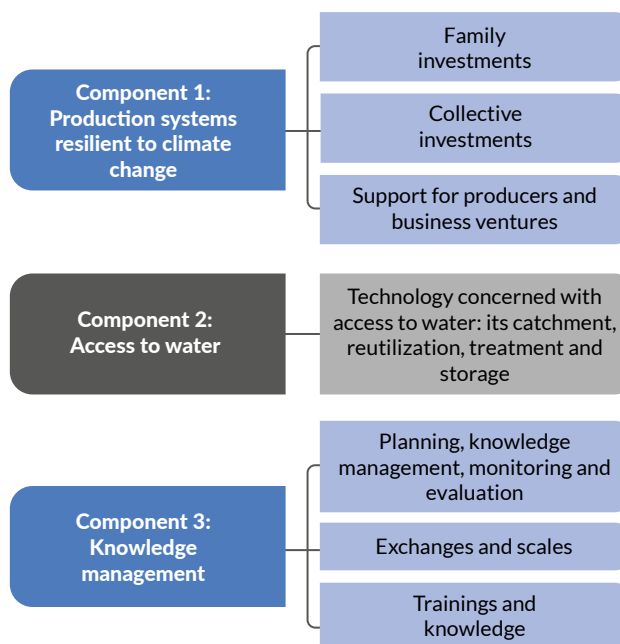 Component 1:
Production systems
resilient to climate
change
Family
investments
Collective
investments
Support for producers and
business ventures
Component 2:
Access to water
Technology concerned with
access to water: its catchment,
reutilization, treatment and
storage
Component 3:
Knowledge
management
Planning, knowledge
management, monitoring and
evaluation
Exchanges and scales
Trainings and
knowledge